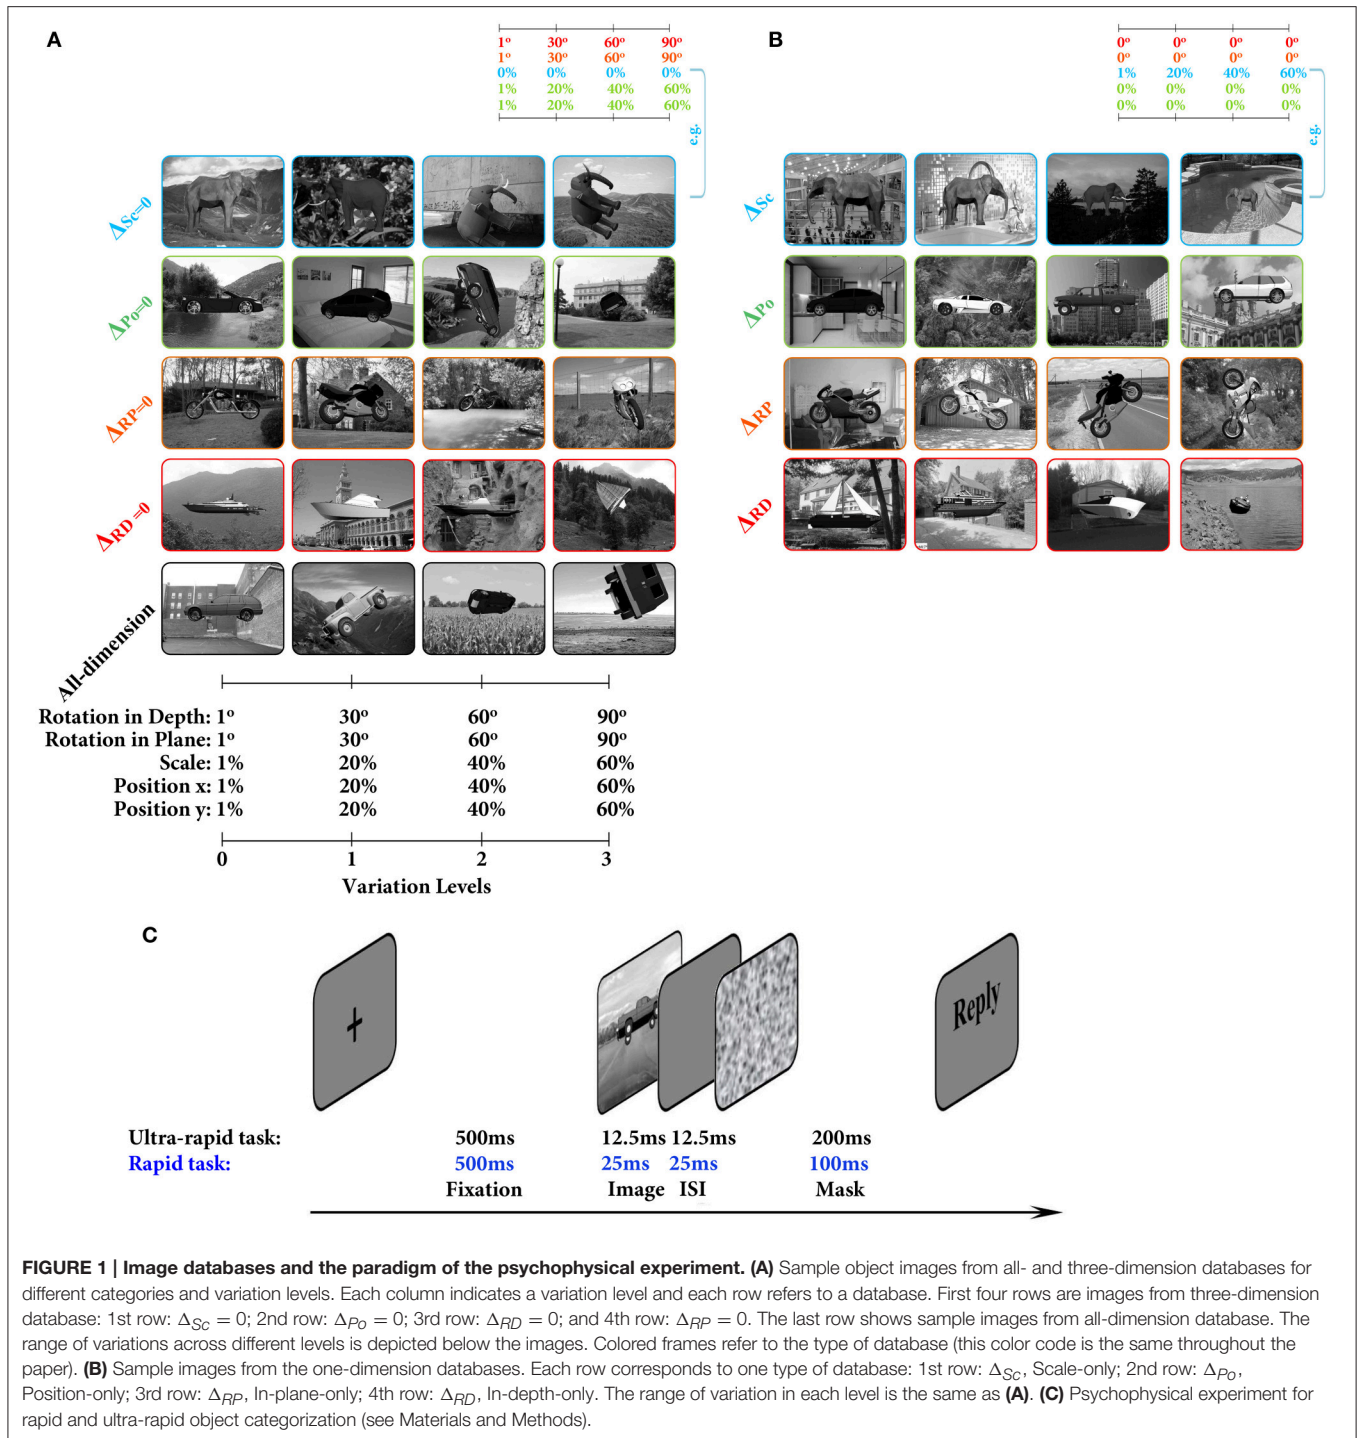 A
1º 30º 60º 90º
1º 30º 60º 90º
0% 0% 0% 0%
1% 20% 40% 60%
1% 20% 40% 60%
e.g.
ΔSc=0
ΔPo=0
ΔRP=0
ΔRD =0
All-dimension
Rotation in Depth: 1º 30º 60º 90º
Rotation in Plane: 1º 30º 60º 90º
Scale: 1% 20% 40% 60%
Position x: 1% 20% 40% 60%
Position y: 1% 20% 40% 60%
0 1 2 3
Variation Levels
B
0º 0º 0º 0º
0º 0º 0º 0º
1% 20% 40% 60%
0% 0% 0% 0%
0% 0% 0% 0%
e.g.
ΔSc
ΔPo
ΔRP
ΔRD
C
+
Reply
Ultra-rapid task: 500ms 12.5ms 12.5ms 200ms
Rapid task: 500ms 25ms 25ms 100ms
Fixation Image ISI Mask
FIGURE 1 | Image databases and the paradigm of the psychophysical experiment. (A) Sample object images from all- and three-dimension databases for
different categories and variation levels. Each column indicates a variation level and each row refers to a database. First four rows are images from three-dimension
database: 1st row: ΔSc = 0; 2nd row: ΔPo = 0; 3rd row: ΔRD = 0; and 4th row: ΔRP = 0. The last row shows sample images from all-dimension database. The
range of variations across different levels is depicted below the images. Colored frames refer to the type of database (this color code is the same throughout the
paper). (B) Sample images from the one-dimension databases. Each row corresponds to one type of database: 1st row: ΔSc, Scale-only; 2nd row: ΔPo,
Position-only; 3rd row: ΔRP, In-plane-only; 4th row: ΔRD, In-depth-only. The range of variation in each level is the same as (A). (C) Psychophysical experiment for
rapid and ultra-rapid object categorization (see Materials and Methods).